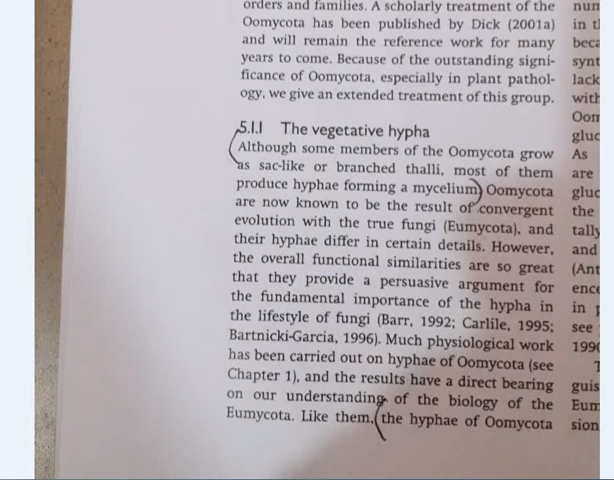 orders and families. A scholarly treatment of the
Oomycota has been published by Dick (2001a)
and will remain the reference work for many
years to come. Because of the outstanding signi-
ficance of Oomycota, especially in plant pathol-
ogy, we give an extended treatment of this group.
5.1.1 The vegetative hypha
Although some members of the Oomycota grow
as sac-like or branched thalli, most of them
produce hyphae forming a mycelium. Oomycota
are now known to be the result of convergent
evolution with the true fungi (Eumycota), and
their hyphae differ in certain details. However,
the overall functional similarities are so great
that they provide a persuasive argument for
the fundamental importance of the hypha in
the lifestyle of fungi (Barr, 1992; Carlile, 1995;
Bartnicki-Garcia, 1996). Much physiological work
has been carried out on hyphae of Oomycota (see
Chapter 1), and the results have a direct bearing
on our understanding of the biology of the
Eumycota. Like them, the hyphae of Oomycota
in
As
are
the
and
(Ant
in
see